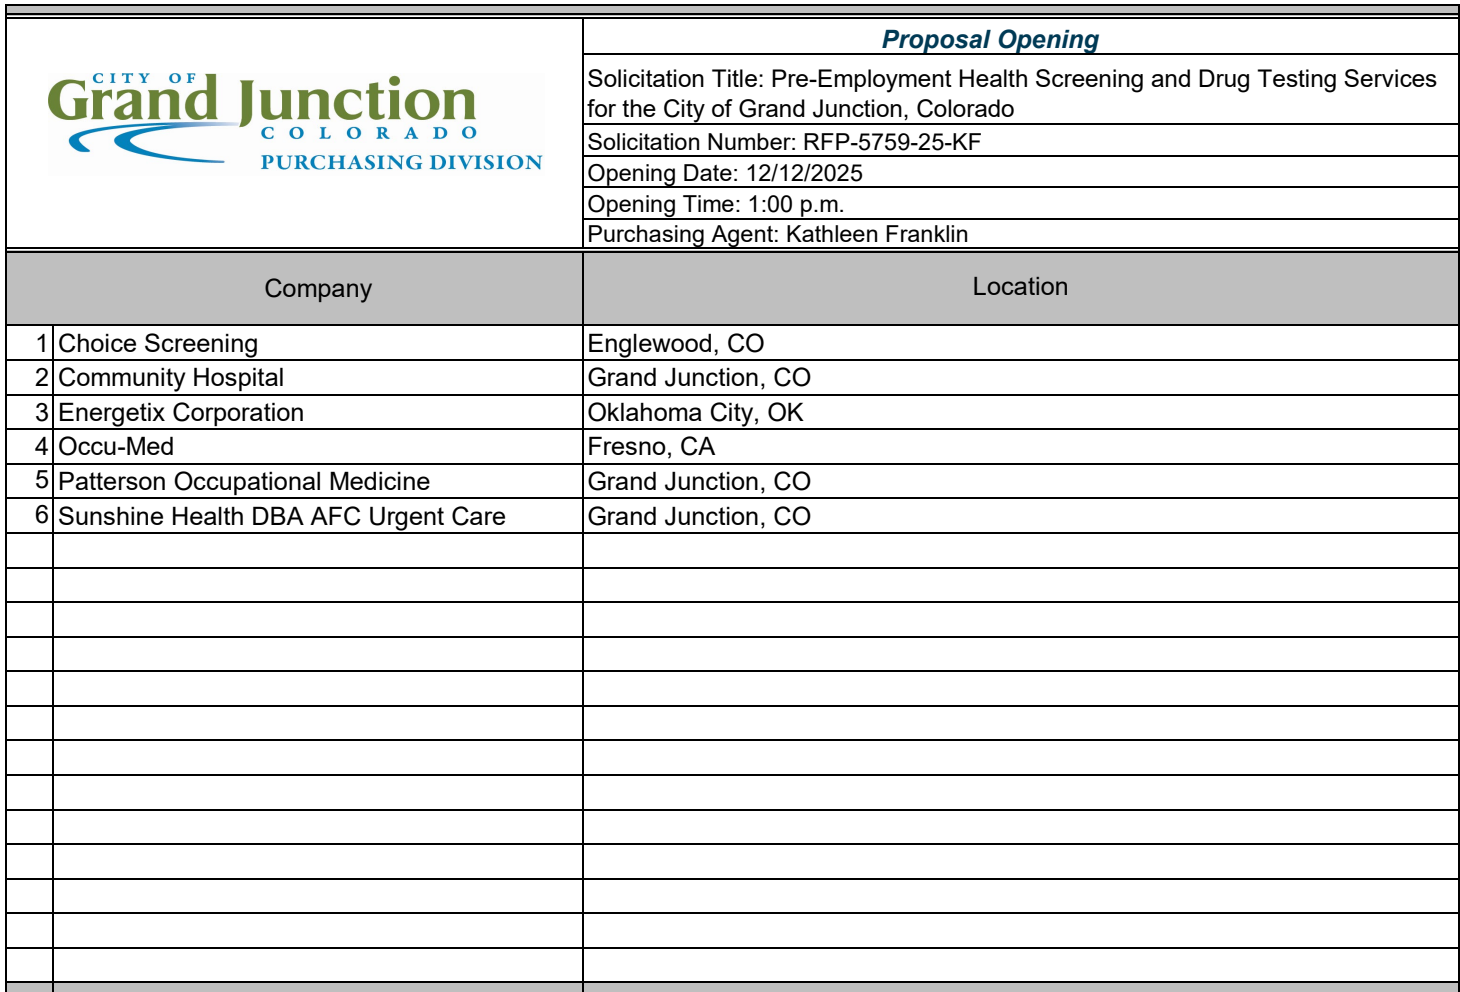 CITY OF
Grand Junction
COLORADO
PURCHASING DIVISION
Proposal Opening
Solicitation Title: Pre-Employment Health Screening and Drug Testing Services
for the City of Grand Junction, Colorado
Solicitation Number: RFP-5759-25-KF
Opening Date: 12/12/2025
Opening Time: 1:00 p.m.
Purchasing Agent: Kathleen Franklin
Company Location
1 Choice Screening Englewood, CO
2 Community Hospital Grand Junction, CO
3 Energetix Corporation Oklahoma City, OK
4 Occu-Med Fresno, CA
5 Patterson Occupational Medicine Grand Junction, CO
6 Sunshine Health DBA AFC Urgent Care Grand Junction, CO